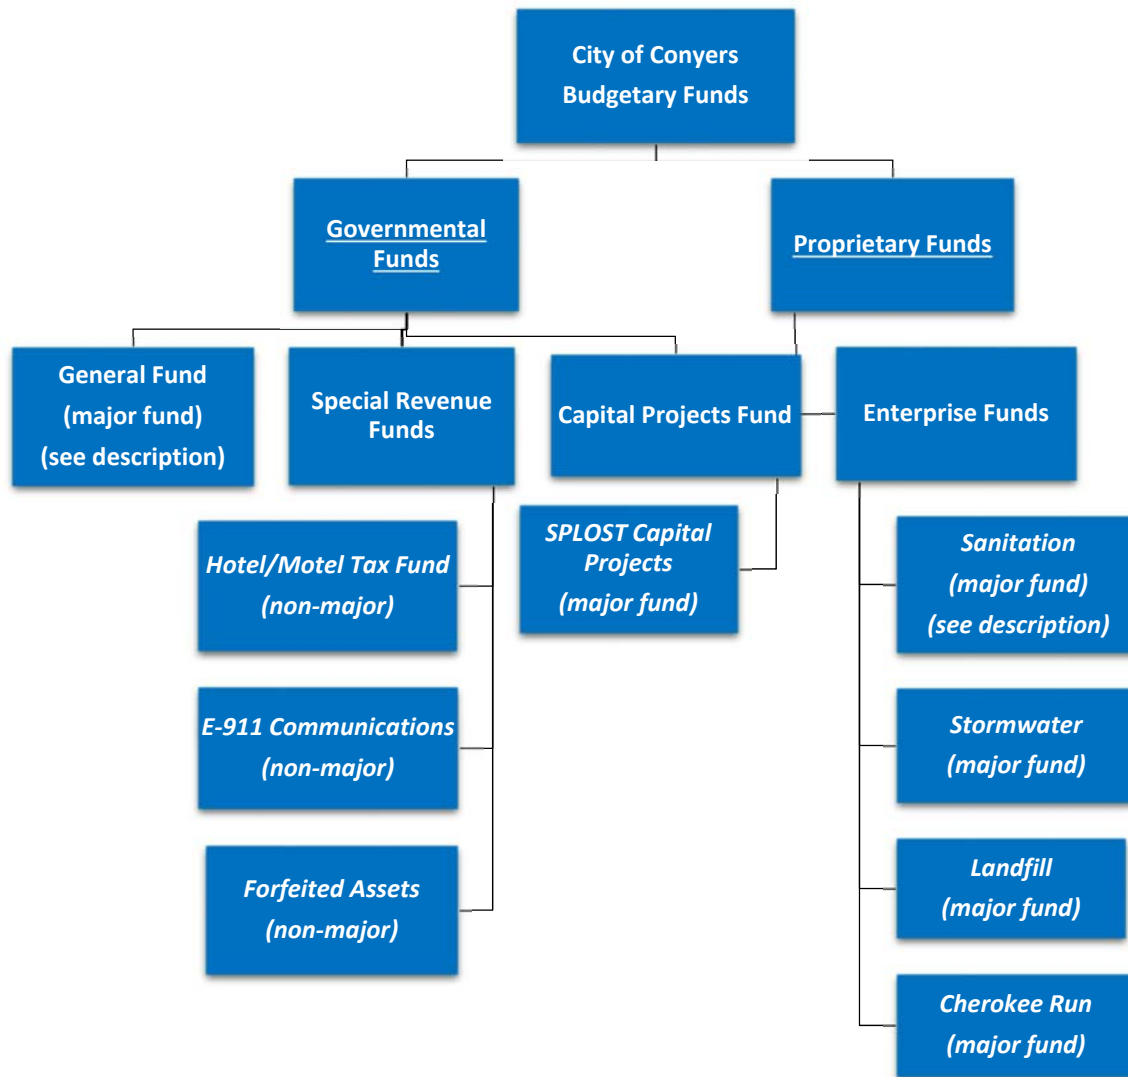 City of Conyers
Budgetary Funds
Governmental
Funds
Proprietary Funds
General Fund
(major fund)
(see description)
Special Revenue
Funds
Capital Projects Fund
Enterprise Funds
Hotel/Motel Tax Fund
(non-major)
SPLOST Capital
Projects
(major fund)
Sanitation
(major fund)
(see description)
E-911 Communications
(non-major)
Stormwater
(major fund)
Forfeited Assets
(non-major)
Landfill
(major fund)
Cherokee Run
(major fund)